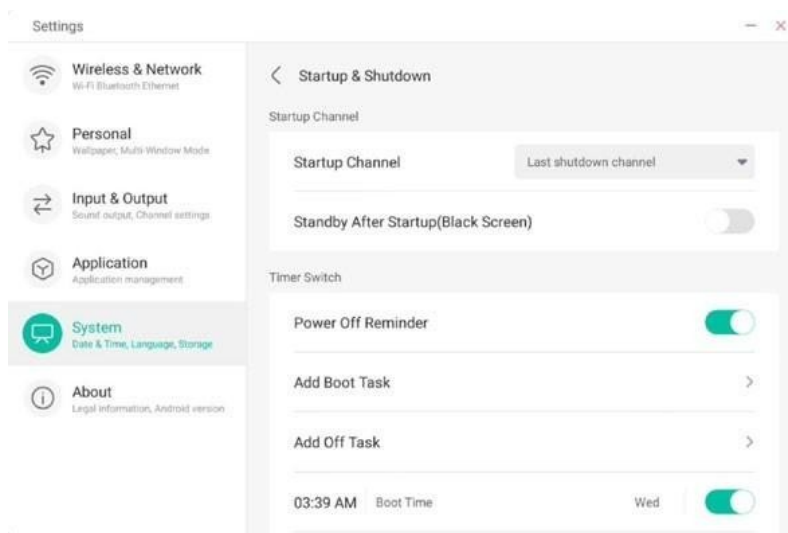 Settings
Wireless & Network
Wi-Fi Bluetooth Ethernet
Personal
Wallpaper, Multi-Window Mode
Input & Output
Sound output, Channel settings
Application
Application management
System
Date & Time, Language, Storage
About
Legal information, Android version
Startup & Shutdown
Startup Channel
Startup Channel
Last shutdown channel
Standby After Startup(Black Screen)
Timer Switch
Power Off Reminder
Add Boot Task
Add Off Task
03:39 AM Boot Time Wed